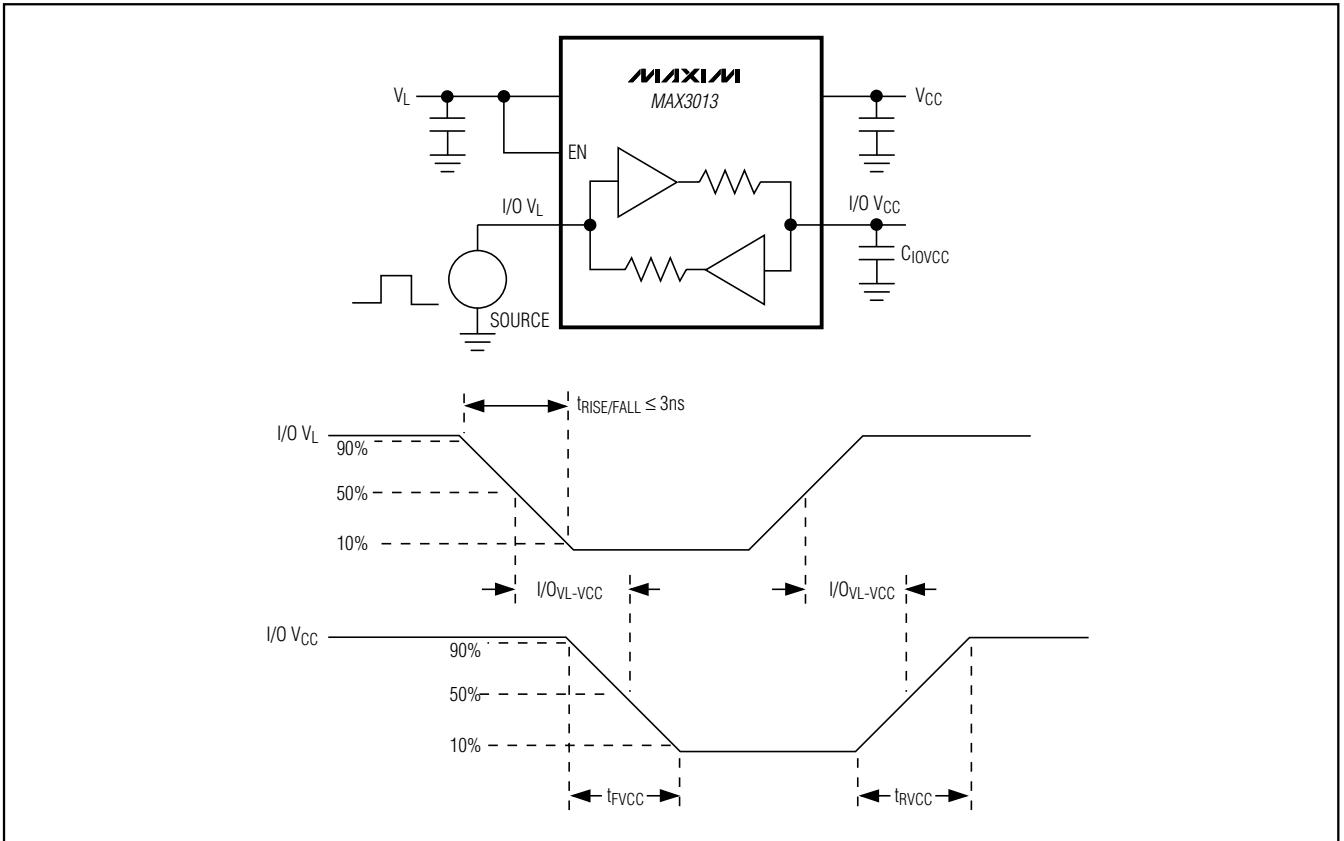 MAXIM
MAX3013
VL
VCC
EN
I/O VL
I/O VCC
CIOVCC
SOURCE
tRISE/FALL ≤ 3ns
I/O VL
90%
50%
10%
I/OVL-VCC
I/OVL-VCC
I/O VCC
90%
50%
10%
tFVCC
tRVCC